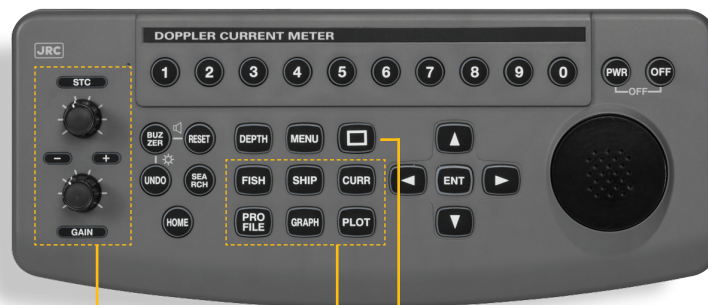 DOPPLER CURRENT METER
JRC
1 2 3 4 5 6 7 8 9 0
PWR OFF
OFF
STC
BUZ
ZER
RESET
DEPTH MENU
- +
UNDO
SEA
RCH
FISH SHIP CURR
ENT
HOME
PRO
FILE
GRAPH PLOT
GAIN